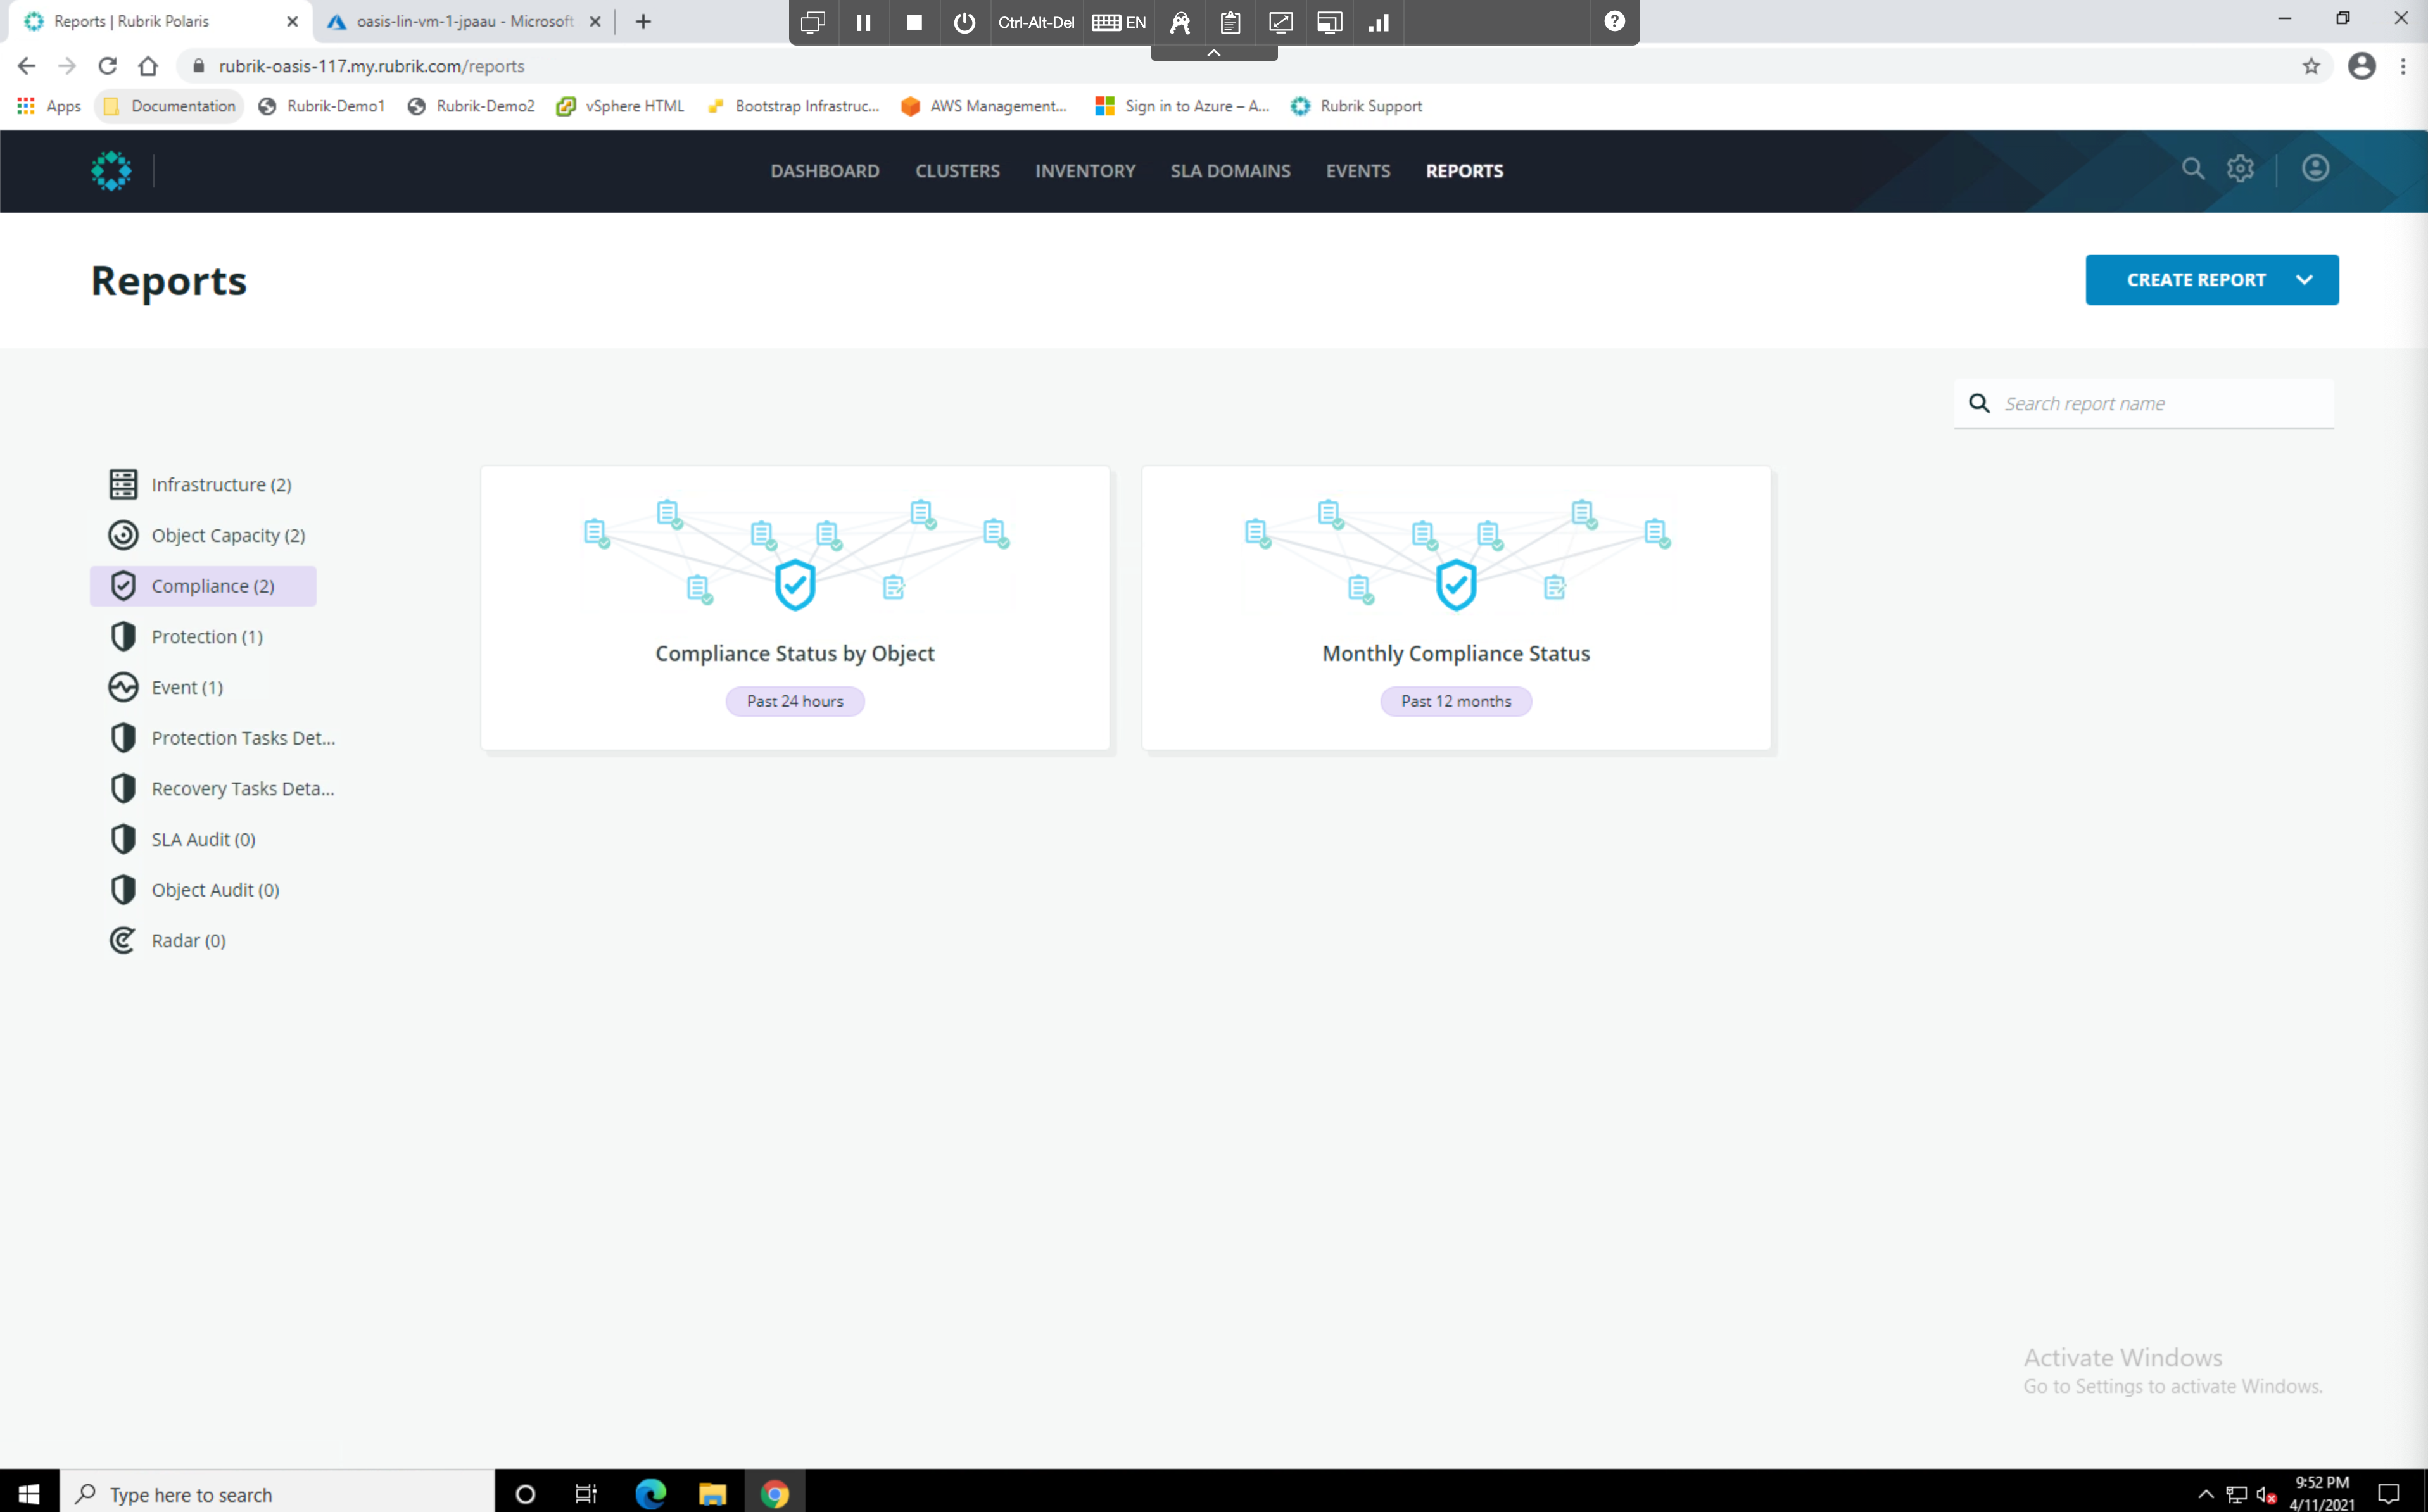 Reports | Rubrik Polaris
oasis-lin-vm-1-jpaau - Microsoft
Ctrl-Alt-Del
EN
rubrik-oasis-117.my.rubrik.com/reports
Apps
Documentation
Rubrik-Demo1
Rubrik-Demo2
vSphere HTML
Bootstrap Infrastruc...
AWS Management...
Sign in to Azure – A...
Rubrik Support
DASHBOARD
CLUSTERS
INVENTORY
SLA DOMAINS
EVENTS
REPORTS
Reports
CREATE REPORT
Search report name
Infrastructure (2)
Object Capacity (2)
Compliance (2)
Protection (1)
Event (1)
Protection Tasks Det...
Recovery Tasks Deta...
SLA Audit (0)
Object Audit (0)
Radar (0)
Compliance Status by Object
Past 24 hours
Monthly Compliance Status
Past 12 months
Activate Windows
Go to Settings to activate Windows.
Type here to search
9:52 PM
4/11/2021